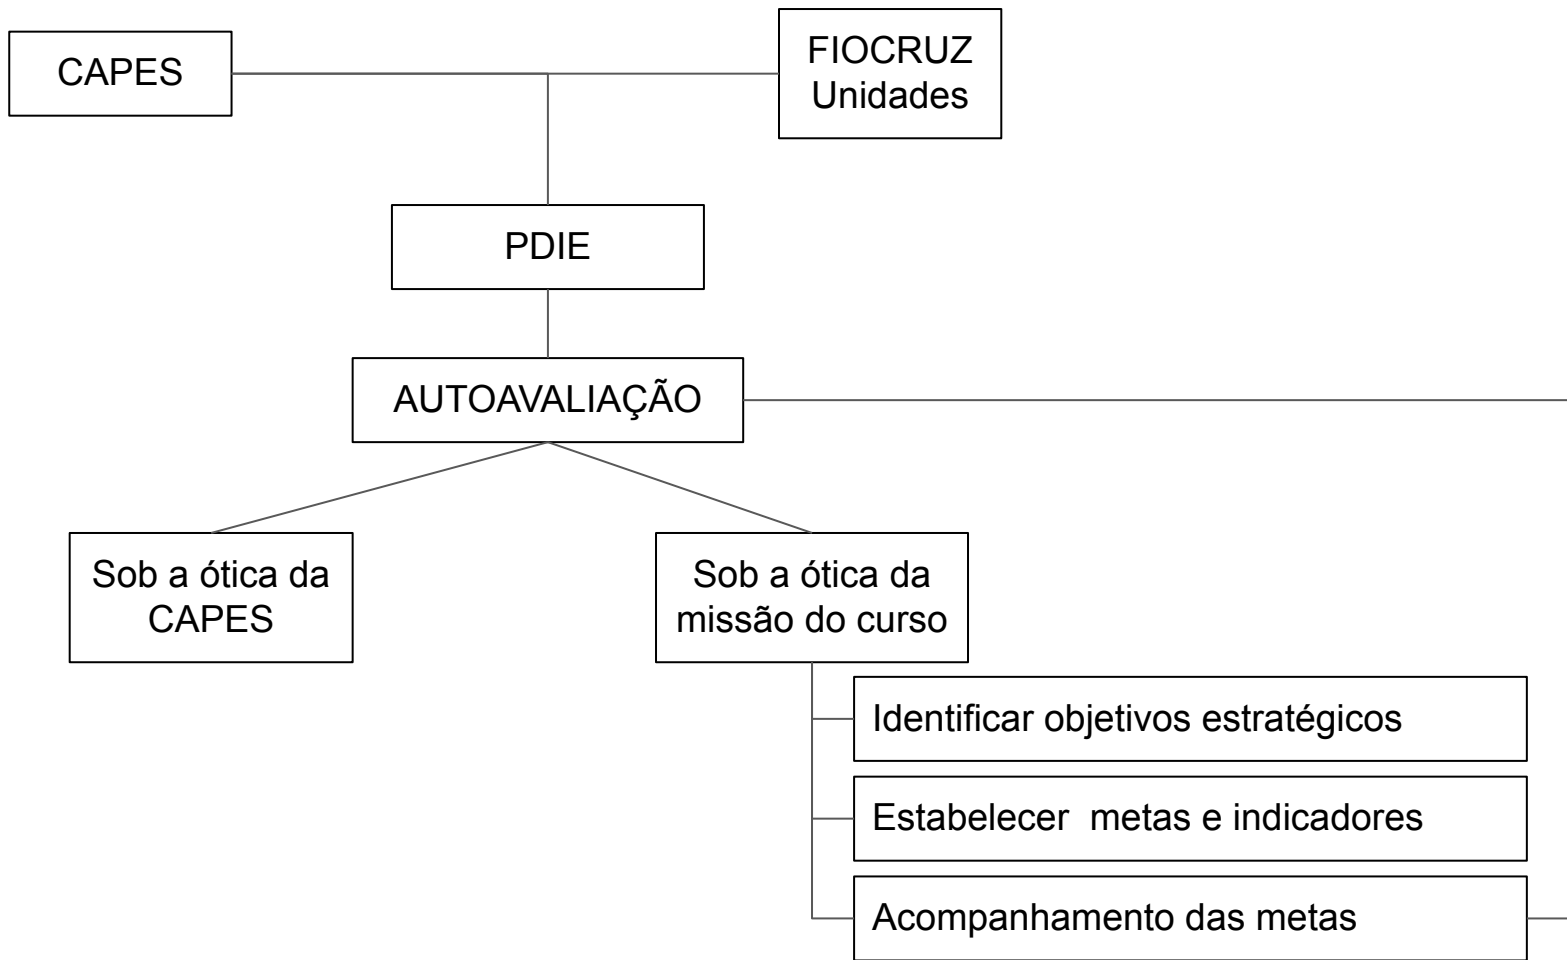 CAPES
FIOCRUZ
Unidades
PDIE
AUTOAVALIAÇÃO
Sob a ótica da
CAPES
Sob a ótica da
missão do curso
Identificar objetivos estratégicos
Estabelecer  metas e indicadores
Acompanhamento das metas